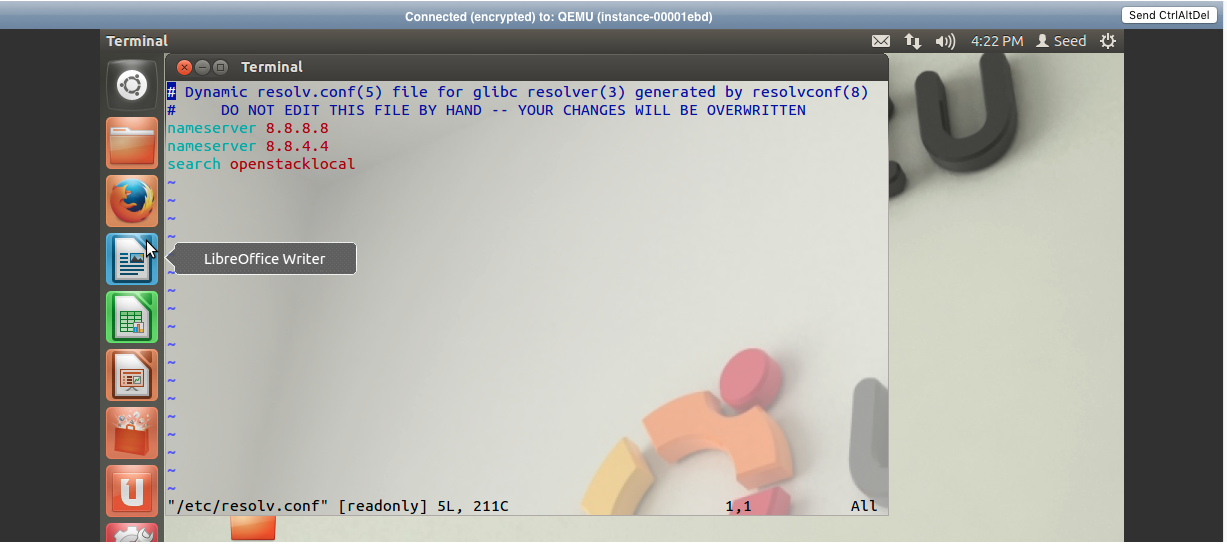 Connected (encrypted) to: QEMU (instance-00001ebd)
Send CtrlAltDel
Terminal
4:22 PM Seed
Terminal
# Dynamic resolv.conf(5) file for glibc resolver(3) generated by resolvconf(8)
#     DO NOT EDIT THIS FILE BY HAND -- YOUR CHANGES WILL BE OVERWRITTEN
nameserver 8.8.8.8
nameserver 8.8.4.4
search openstacklocal
~
~
~
~
LibreOffice Writer
~
~
~
~
~
~
~
~
~
~
~
~
~
"/etc/resolv.conf" [readonly] 5L, 211C 1,1 All